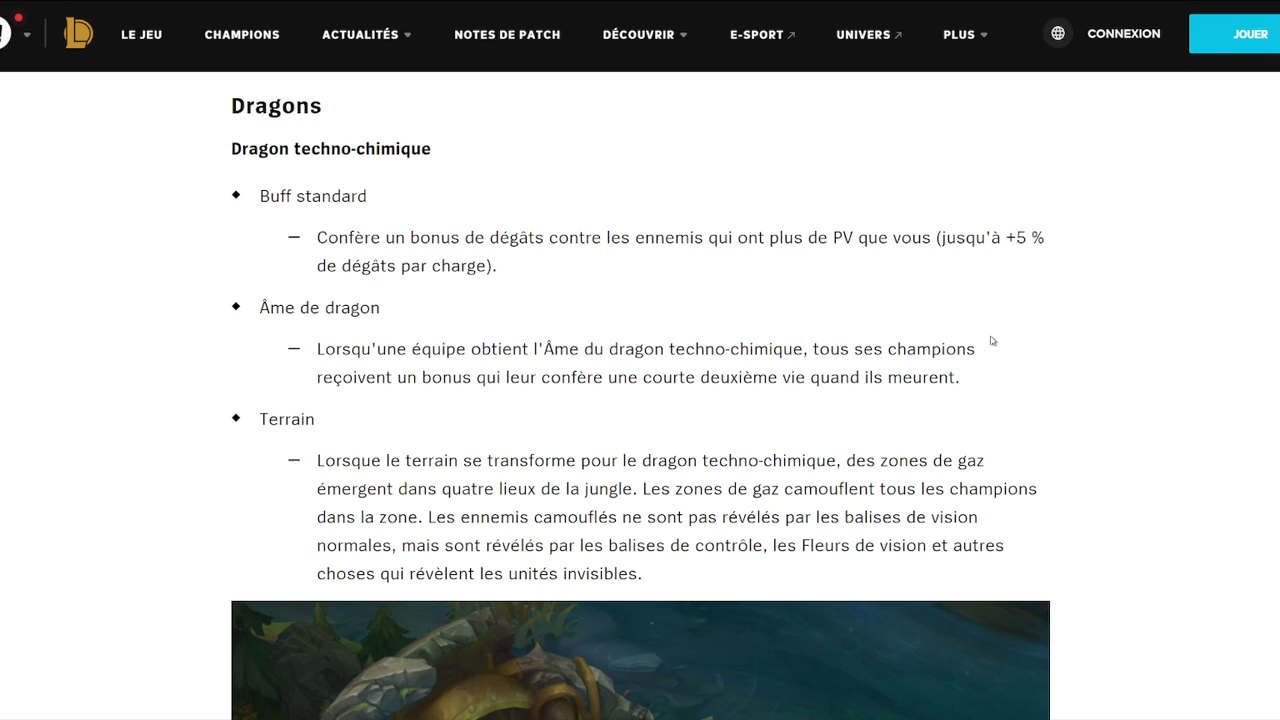 LE JEU CHAMPIONS ACTUALITÉS NOTES DE PATCH DÉCOUVRIR E-SPORT UNIVERS PLUS CONNEXION JOUER
Dragons
Dragon techno-chimique
Buff standard
— Confère un bonus de dégâts contre les ennemis qui ont plus de PV que vous (jusqu'à +5 %
de dégâts par charge).
Âme de dragon
— Lorsqu'une équipe obtient l'Âme du dragon techno-chimique, tous ses champions
reçoivent un bonus qui leur confère une courte deuxième vie quand ils meurent.
Terrain
— Lorsque le terrain se transforme pour le dragon techno-chimique, des zones de gaz
émergent dans quatre lieux de la jungle. Les zones de gaz camouflent tous les champions
dans la zone. Les ennemis camouflés ne sont pas révélés par les balises de vision
normales, mais sont révélés par les balises de contrôle, les Fleurs de vision et autres
choses qui révèlent les unités invisibles.